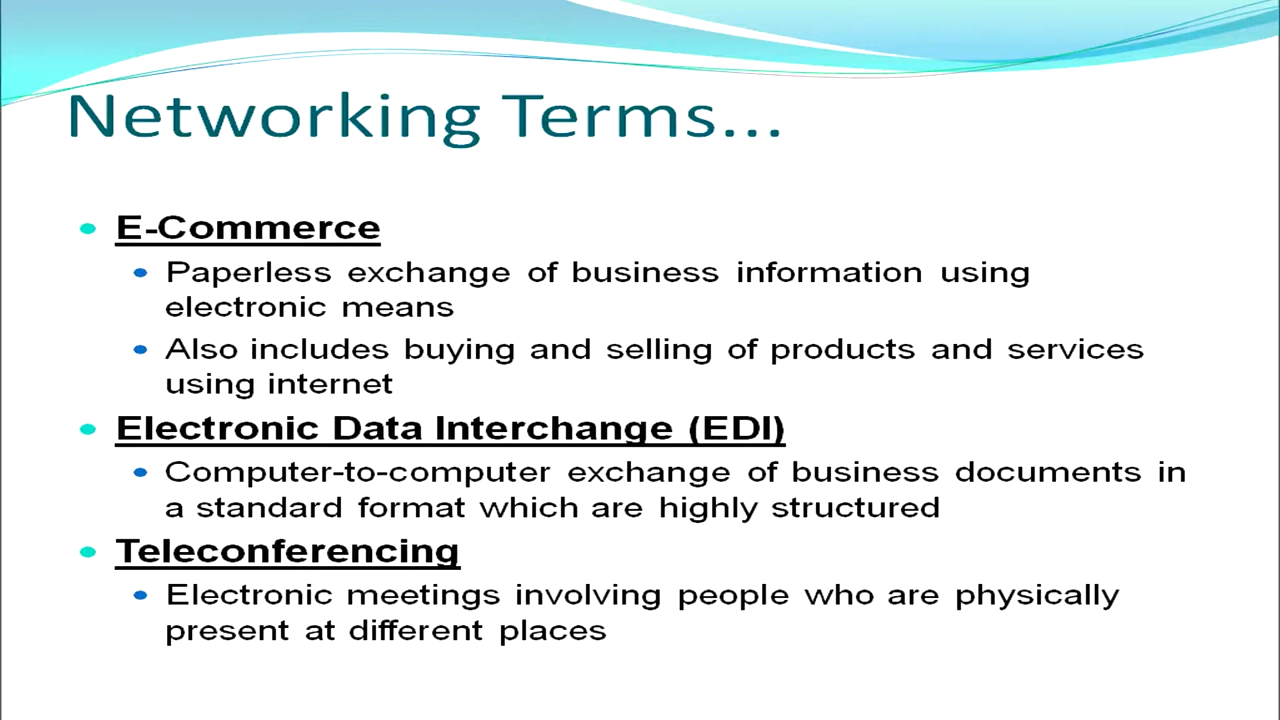 Networking Terms...
E-Commerce
Paperless exchange of business information using
electronic means
Also includes buying and selling of products and services
using internet
Electronic Data Interchange (EDI)
Computer-to-computer exchange of business documents in
a standard format which are highly structured
Teleconferencing
Electronic meetings involving people who are physically
present at different places